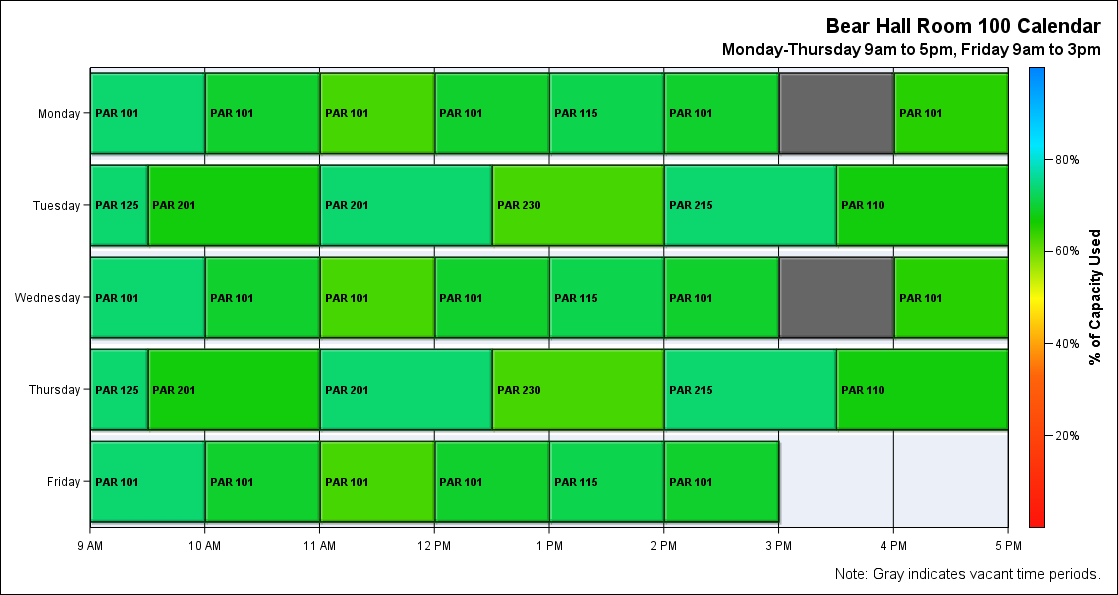 Bear Hall Room 100 Calendar
Monday-Thursday 9am to 5pm, Friday 9am to 3pm
Monday PAR 101 PAR 101 PAR 101 PAR 101 PAR 115 PAR 101 PAR 101
80%
Tuesday PAR 125 PAR 201 PAR 201 PAR 230 PAR 215 PAR 110
60%
Wednesday PAR 101 PAR 101 PAR 101 PAR 101 PAR 115 PAR 101 PAR 101
% of Capacity Used
40%
Thursday PAR 125 PAR 201 PAR 201 PAR 230 PAR 215 PAR 110
20%
Friday PAR 101 PAR 101 PAR 101 PAR 101 PAR 115 PAR 101
9 AM 10 AM 11 AM 12 PM 1 PM 2 PM 3 PM 4 PM 5 PM
Note: Gray indicates vacant time periods.